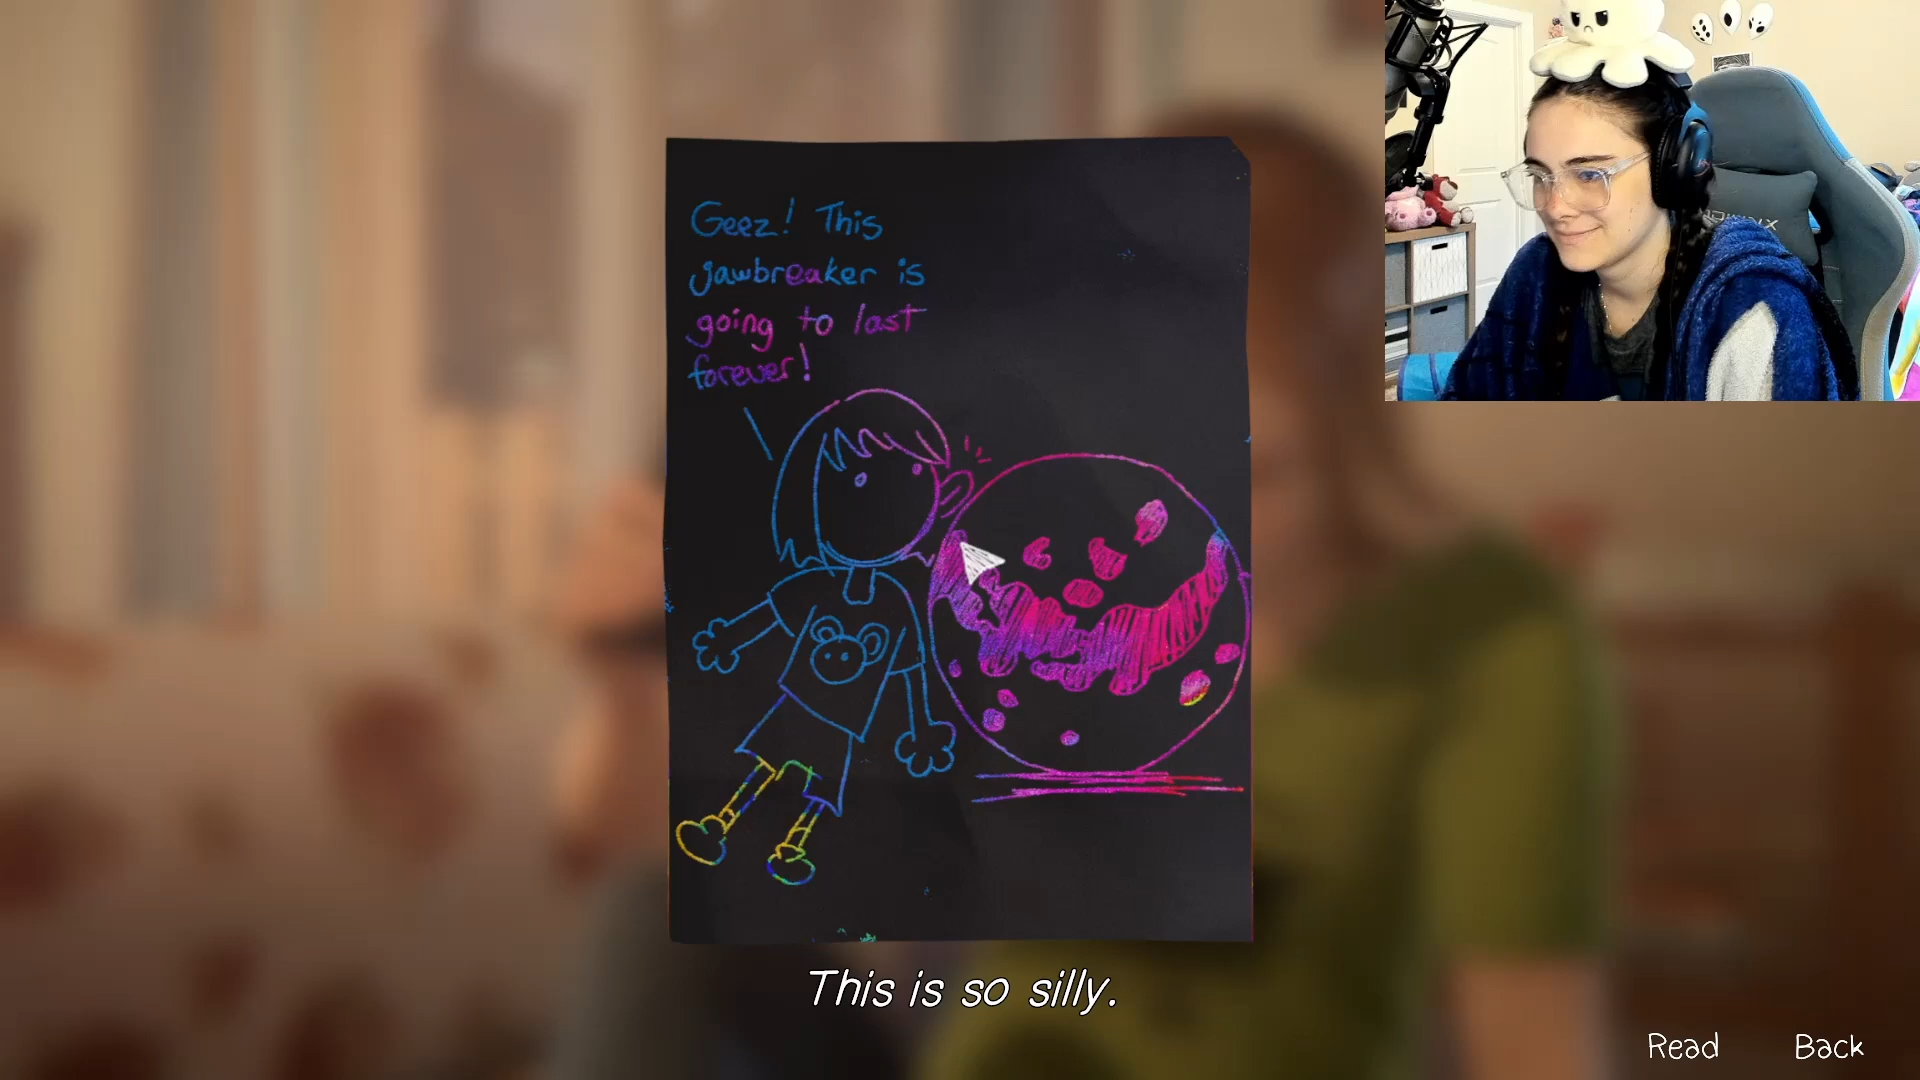 Geez! This
jawbreaker is
going to last
forever!
This is so silly.
Read Back